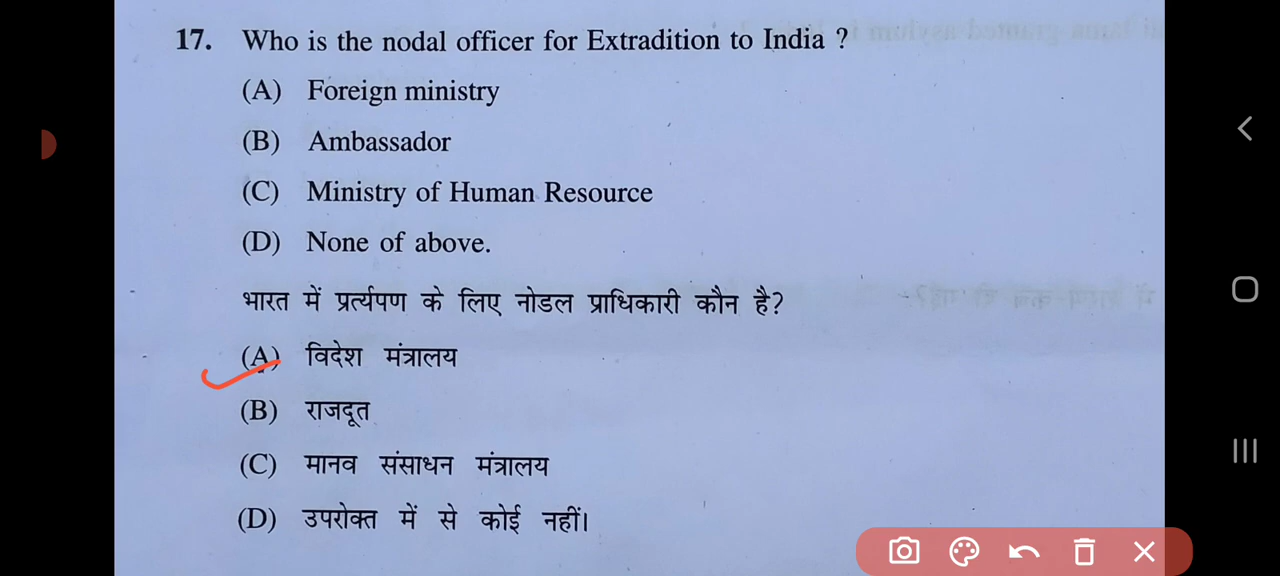 17. Who is the nodal officer for Extradition to India ?
(A) Foreign ministry
(B) Ambassador
(C) Ministry of Human Resource
(D) None of above.
भारत में प्रर्त्यपण के लिए नोडल प्राधिकारी कौन है?
(A) विदेश मंत्रालय
(B) राजदूत
(C) मानव संसाधन मंत्रालय
(D) उपरोक्त में से कोई नहीं।